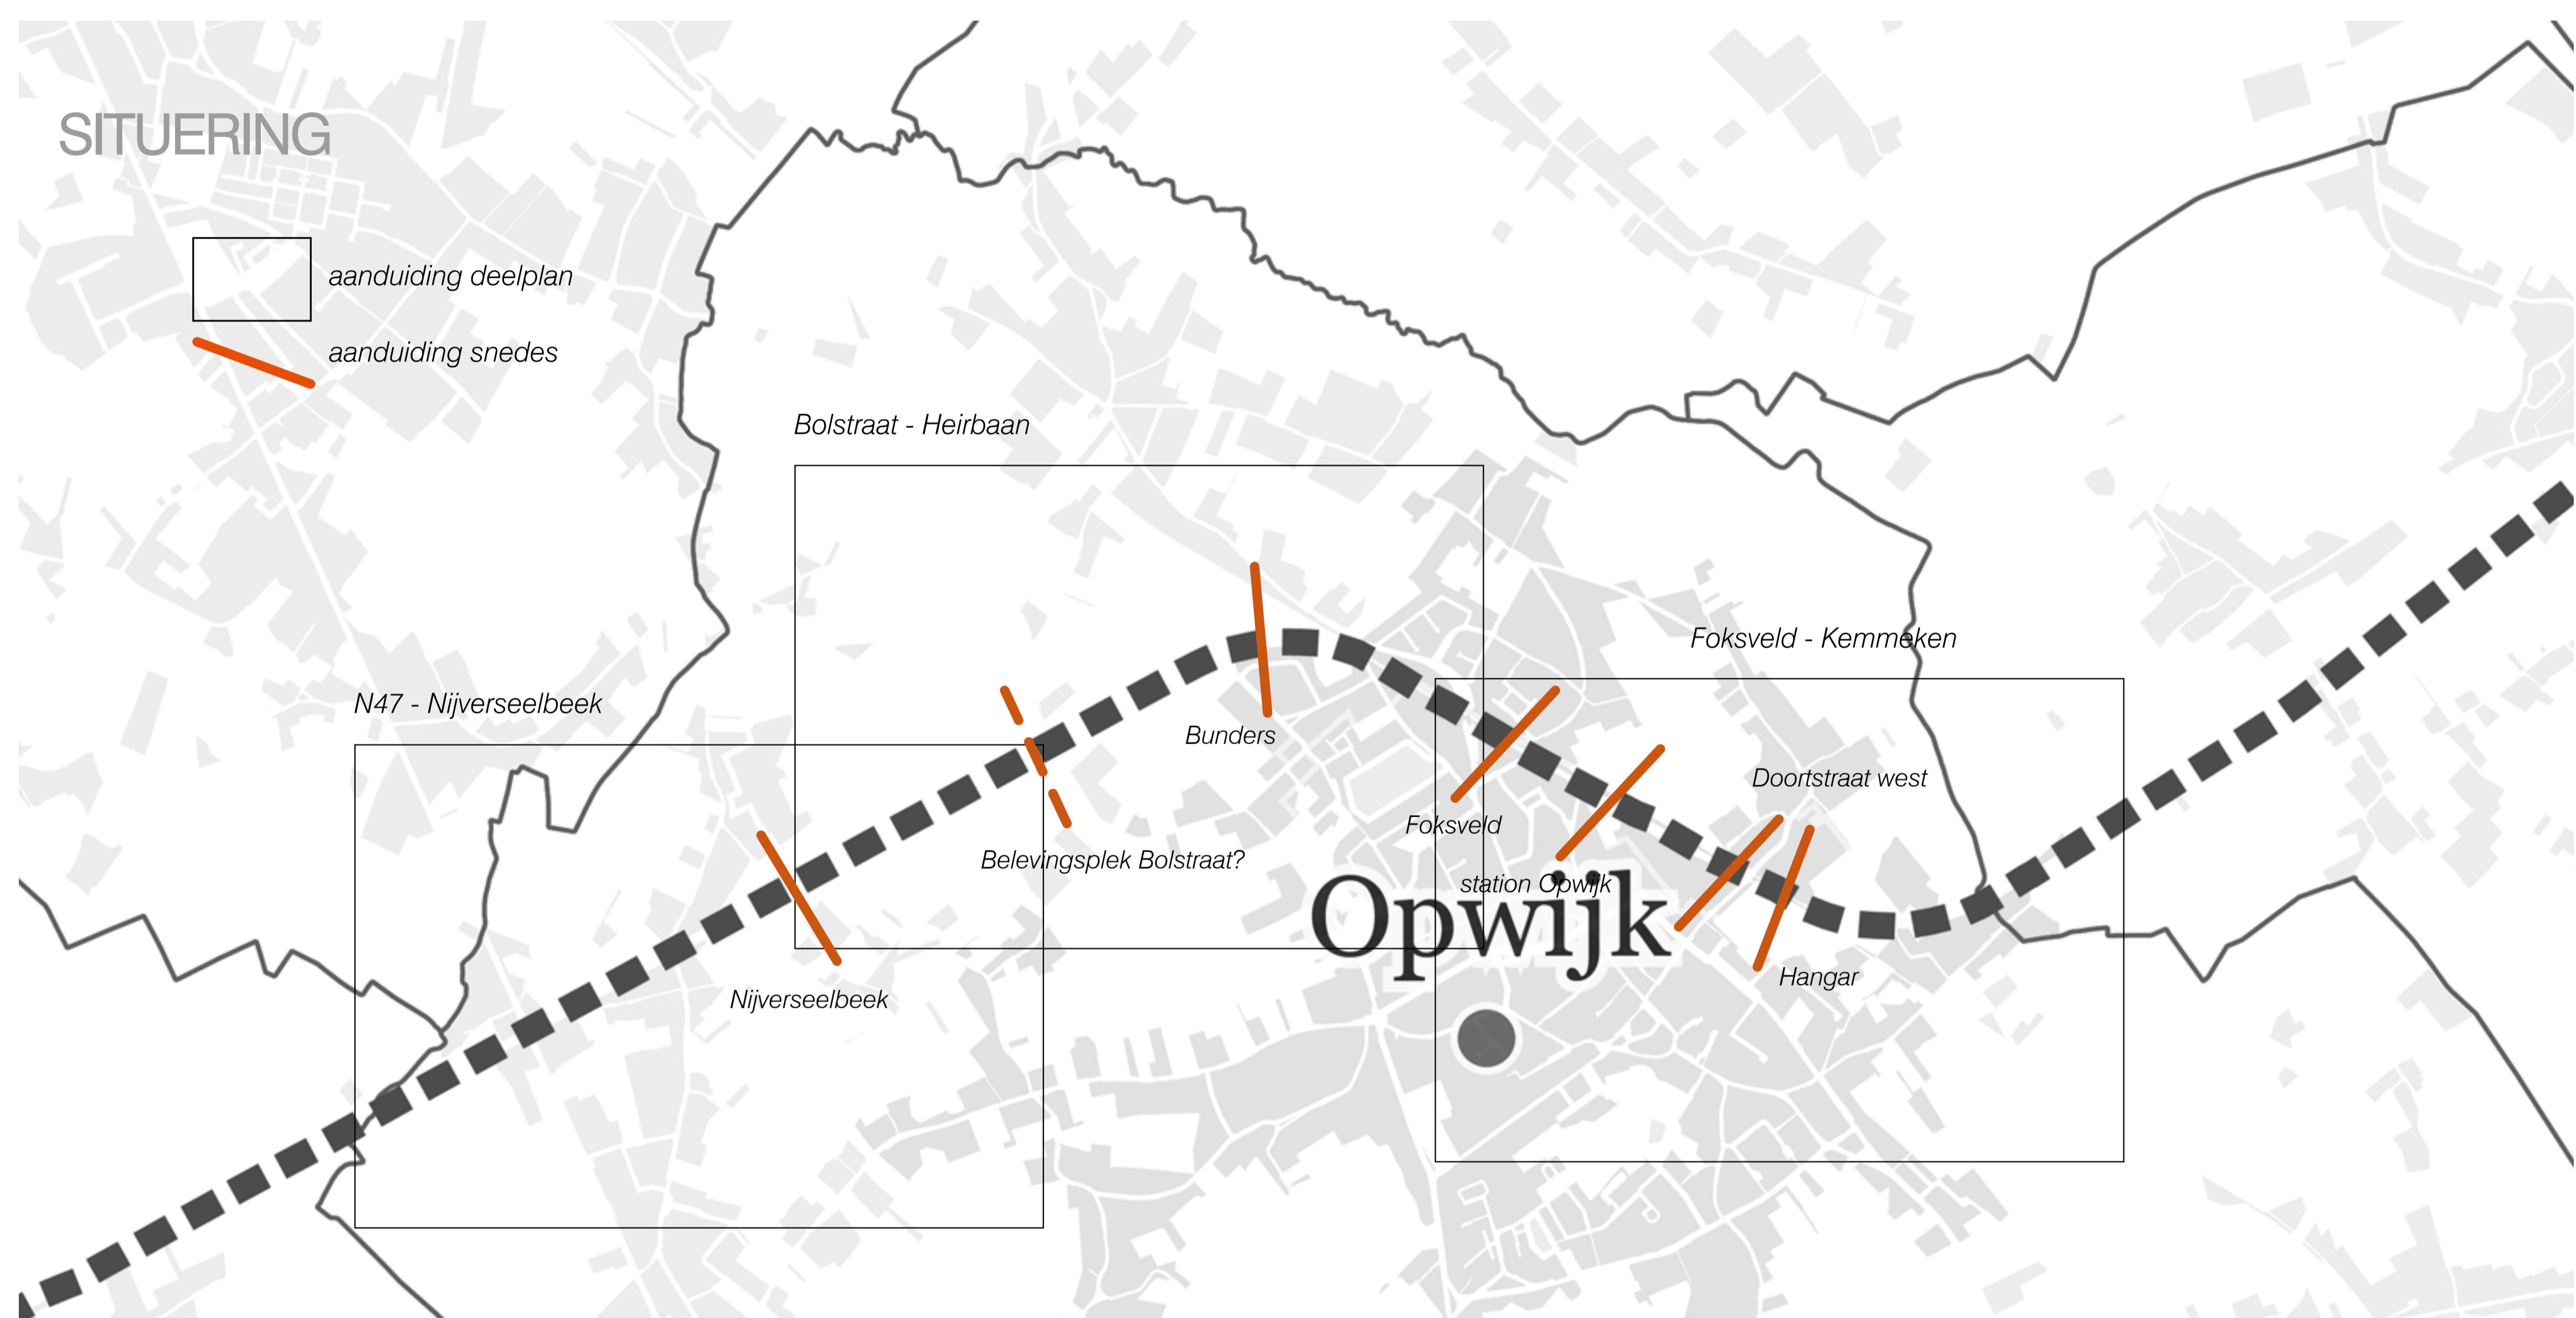 SITUERING
aanduiding deelplan
aanduiding snedes
Bolstraat - Heirbaan
Foksveld - Kemmeken
N47 - Nijverseelbeek
Bunders
Doortstraat west
Foksveld
Belevingsplek Bolstraat?
station Opwijk
Opwijk
Hangar
Nijverseelbeek